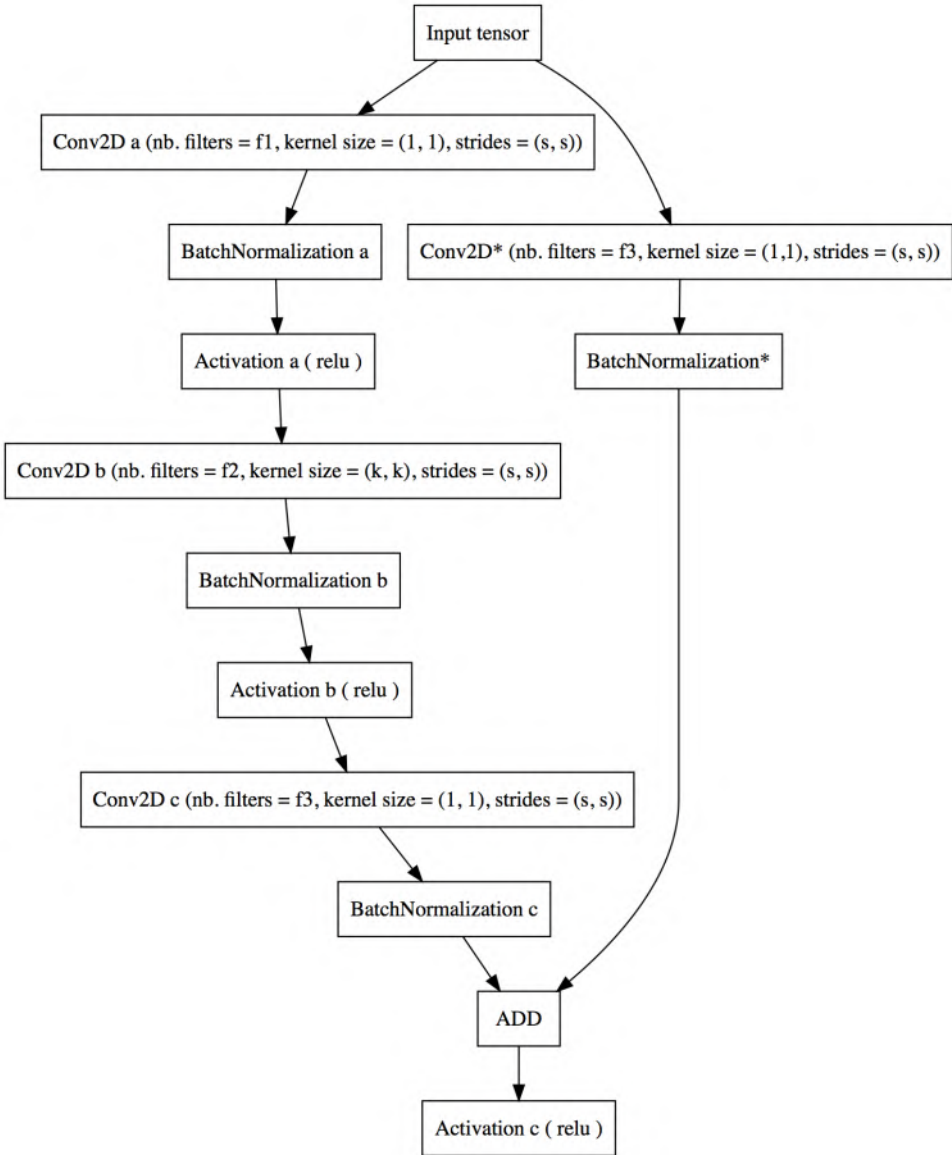 Input tensor
Conv2D a (nb. filters = f1, kernel size = (1, 1), strides = (s, s))
BatchNormalization a
Conv2D* (nb. filters = f3, kernel size = (1,1), strides = (s, s))
Activation a ( relu )
BatchNormalization*
Conv2D b (nb. filters = f2, kernel size = (k, k), strides = (s, s))
BatchNormalization b
Activation b ( relu )
Conv2D c (nb. filters = f3, kernel size = (1, 1), strides = (s, s))
BatchNormalization c
ADD
Activation c ( relu )